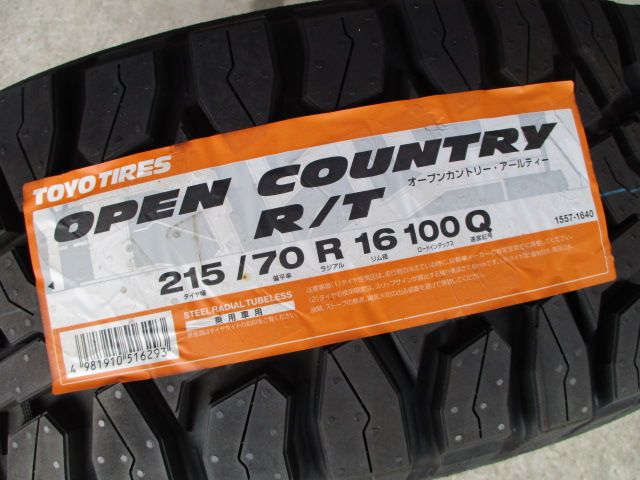 TOYO TIRES
OPEN COUNTRY
R/T
オープンカントリー・アールティー
215 / 70 R 16 100 Q
タイヤ幅 偏平率 ラジアル リム径 ロードインデックス 速度記号
1557-1640
STEEL RADIAL TUBELESS
乗用車用
4 981910 516293